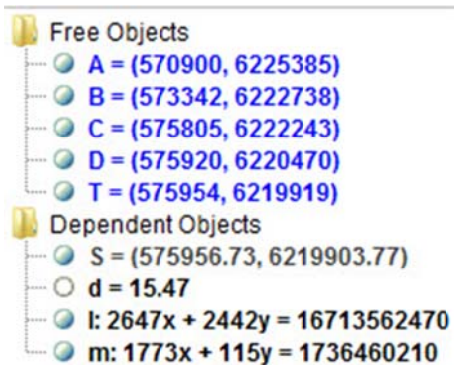 Free Objects
A = (570900, 6225385)
B = (573342, 6222738)
C = (575805, 6222243)
D = (575920, 6220470)
T = (575954, 6219919)
Dependent Objects
S = (575956.73, 6219903.77)
d = 15.47
l: 2647x + 2442y = 16713562470
m: 1773x + 115y = 1736460210